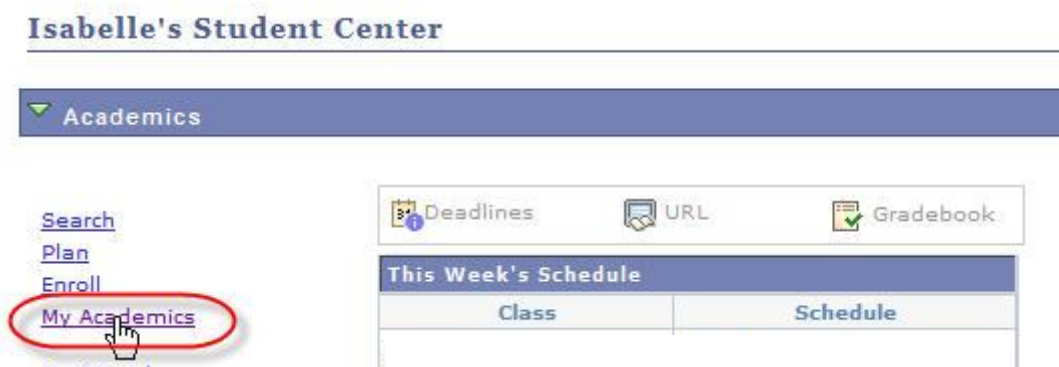 Isabelle's Student Center
Academics
Search
Plan
Enroll
My Academics
Deadlines URL Gradebook
This Week's Schedule
Class Schedule